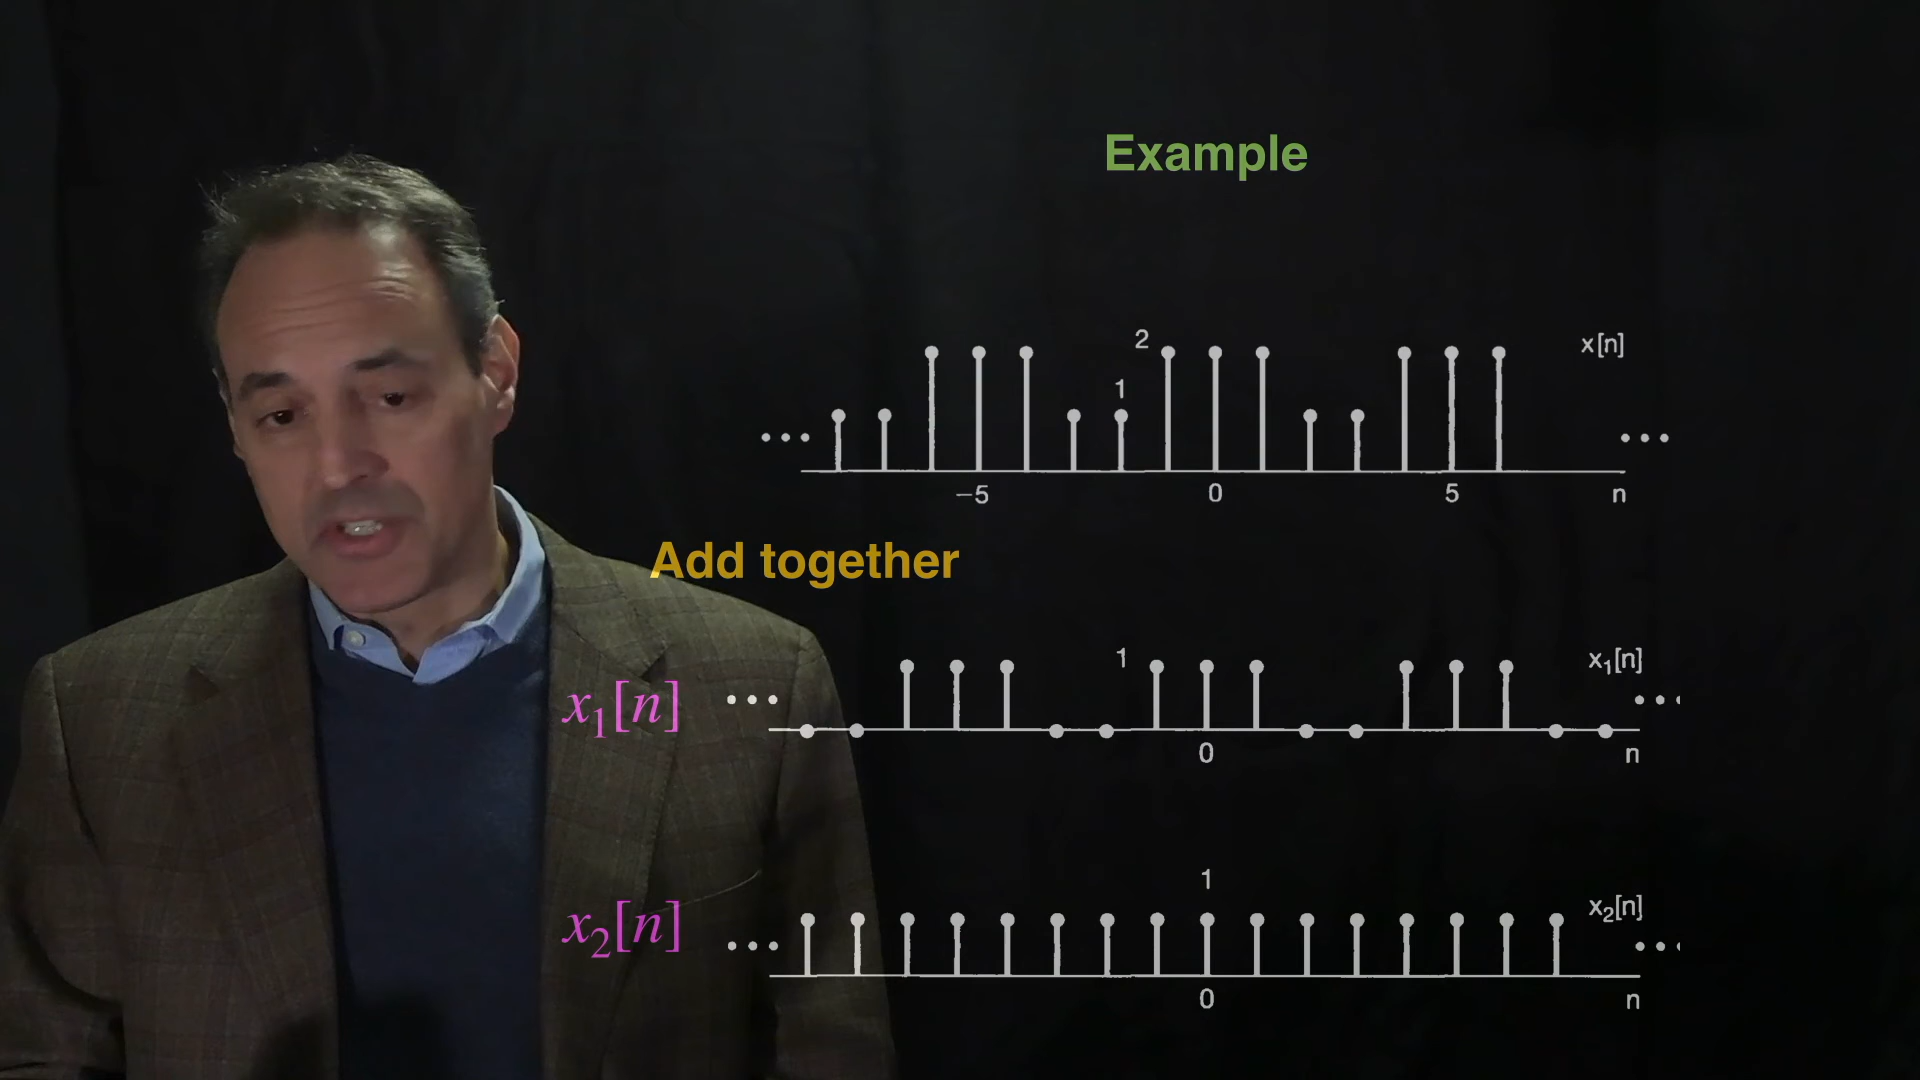 Example
2
x[n]
1
... ...
−5 0 5 n
Add together
1 x₁[n]
x₁[n] ... ...
0 n
1
x₂[n]
x₂[n] ... ...
0 n